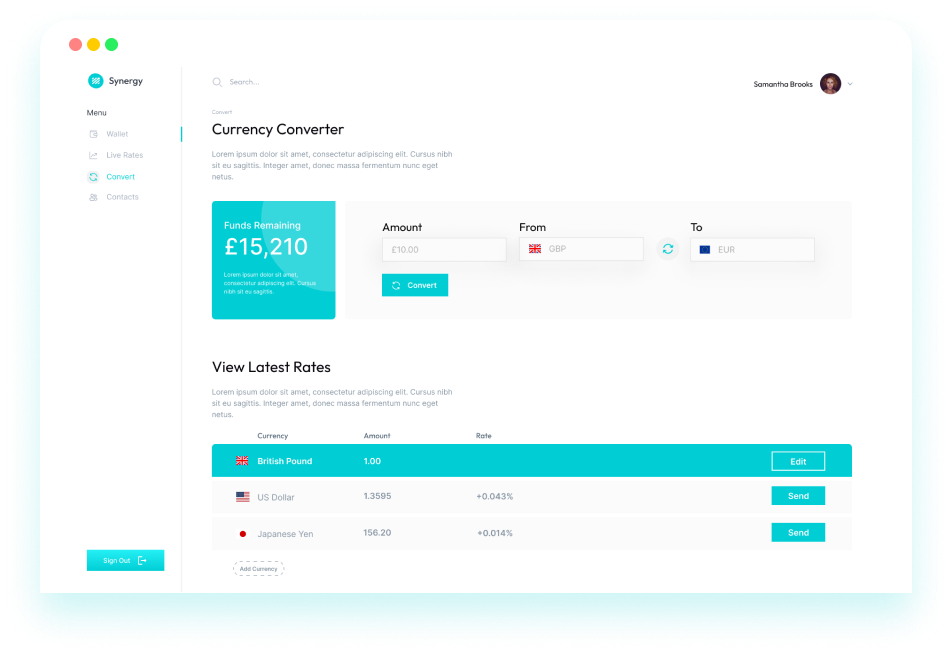 Synergy
Search...
Samantha Brooks
Menu
Wallet
Live Rates
Convert
Contacts
Sign Out
Convert
Currency Converter
Lorem ipsum dolor sit amet, consectetur adipiscing elit. Cursus nibh
sit eu sagittis. Integer amet, donec massa fermentum nunc eget
netus.
Funds Remaining
£15,210
Lorem ipsum dolor sit amet,
consectetur adipiscing elit. Cursus
nibh sit eu sagittis.
Amount
£10.00
From
GBP
To
EUR
Convert
View Latest Rates
Lorem ipsum dolor sit amet, consectetur adipiscing elit. Cursus nibh
sit eu sagittis. Integer amet, donec massa fermentum nunc eget
netus.
Currency Amount Rate
British Pound 1.00 Edit
US Dollar 1.3595 +0.043% Send
Japanese Yen 156.20 +0.014% Send
Add Currency